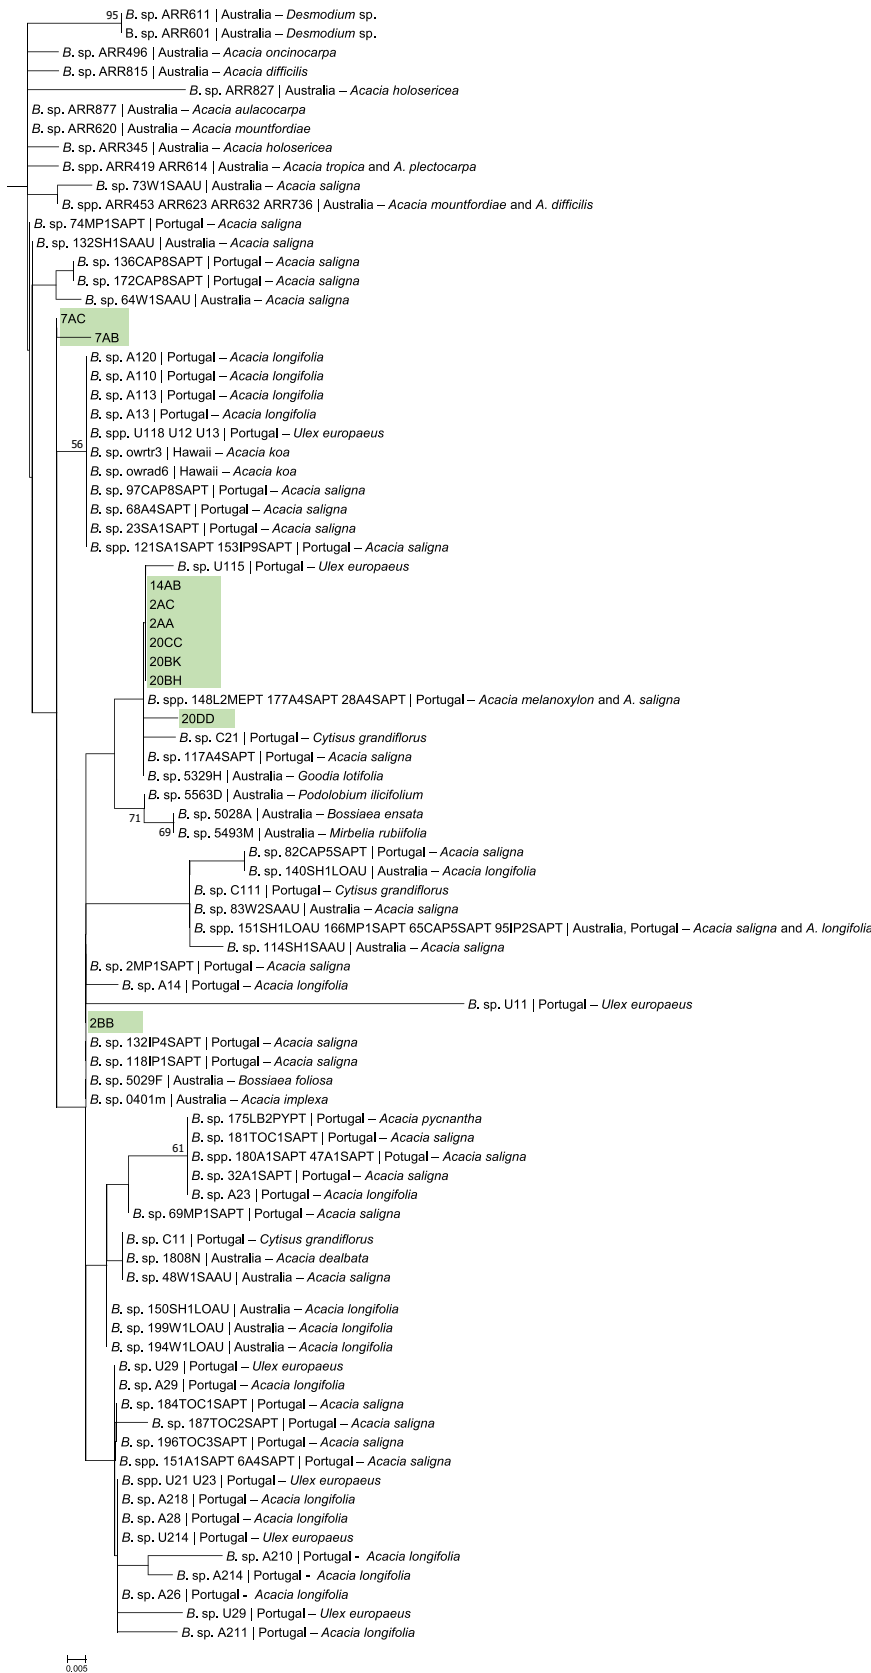 95
B. sp. ARR611 | Australia – Desmodium sp.
B. sp. ARR601 | Australia – Desmodium sp.
B. sp. ARR496 | Australia – Acacia oncinocarpa
B. sp. ARR815 | Australia – Acacia difficilis
B. sp. ARR827 | Australia – Acacia holosericea
B. sp. ARR877 | Australia – Acacia aulacocarpa
B. sp. ARR620 | Australia – Acacia mountfordiae
B. sp. ARR345 | Australia – Acacia holosericea
B. spp. ARR419 ARR614 | Australia – Acacia tropica and A. plectocarpa
B. sp. 73W1SAAU | Australia – Acacia saligna
B. spp. ARR453 ARR623 ARR632 ARR736 | Australia – Acacia mountfordiae and A. difficilis
B. sp. 74MP1SAPT | Portugal – Acacia saligna
B. sp. 132SH1SAAU | Australia – Acacia saligna
B. sp. 136CAP8SAPT | Portugal – Acacia saligna
B. sp. 172CAP8SAPT | Portugal – Acacia saligna
B. sp. 64W1SAAU | Australia – Acacia saligna
7AC
7AB
B. sp. A120 | Portugal – Acacia longifolia
B. sp. A110 | Portugal – Acacia longifolia
B. sp. A113 | Portugal – Acacia longifolia
B. sp. A13 | Portugal – Acacia longifolia
B. spp. U118 U12 U13 | Portugal – Ulex europaeus
56
B. sp. owrtr3 | Hawaii – Acacia koa
B. sp. owrad6 | Hawaii – Acacia koa
B. sp. 97CAP8SAPT | Portugal – Acacia saligna
B. sp. 68A4SAPT | Portugal – Acacia saligna
B. sp. 23SA1SAPT | Portugal – Acacia saligna
B. spp. 121SA1SAPT 153IP9SAPT | Portugal – Acacia saligna
B. sp. U115 | Portugal – Ulex europaeus
14AB
2AC
2AA
20CC
20BK
20BH
B. spp. 148L2MEPT 177A4SAPT 28A4SAPT | Portugal – Acacia melanoxylon and A. saligna
20DD
B. sp. C21 | Portugal – Cytisus grandiflorus
B. sp. 117A4SAPT | Portugal – Acacia saligna
B. sp. 5329H | Australia – Goodia lotifolia
B. sp. 5563D | Australia – Podolobium ilicifolium
71
B. sp. 5028A | Australia – Bossiaea ensata
69
B. sp. 5493M | Australia – Mirbelia rubiifolia
B. sp. 82CAP5SAPT | Portugal – Acacia saligna
B. sp. 140SH1LOAU | Australia – Acacia longifolia
B. sp. C111 | Portugal – Cytisus grandiflorus
B. sp. 83W2SAAU | Australia – Acacia saligna
B. spp. 151SH1LOAU 166MP1SAPT 65CAP5SAPT 95IP2SAPT | Australia, Portugal – Acacia saligna and A. longifolia
B. sp. 114SH1SAAU | Australia – Acacia saligna
B. sp. 2MP1SAPT | Portugal – Acacia saligna
B. sp. A14 | Portugal – Acacia longifolia
B. sp. U11 | Portugal – Ulex europaeus
2BB
B. sp. 132IP4SAPT | Portugal – Acacia saligna
B. sp. 118IP1SAPT | Portugal – Acacia saligna
B. sp. 5029F | Australia – Bossiaea foliosa
B. sp. 0401m | Australia – Acacia implexa
B. sp. 175LB2PYPT | Portugal – Acacia pycnantha
B. sp. 181TOC1SAPT | Portugal – Acacia saligna
61
B. spp. 180A1SAPT 47A1SAPT | Potugal – Acacia saligna
B. sp. 32A1SAPT | Portugal – Acacia saligna
B. sp. A23 | Portugal – Acacia longifolia
B. sp. 69MP1SAPT | Portugal – Acacia saligna
B. sp. C11 | Portugal – Cytisus grandiflorus
B. sp. 1808N | Australia – Acacia dealbata
B. sp. 48W1SAAU | Australia – Acacia saligna
B. sp. 150SH1LOAU | Australia – Acacia longifolia
B. sp. 199W1LOAU | Australia – Acacia longifolia
B. sp. 194W1LOAU | Australia – Acacia longifolia
B. sp. U29 | Portugal – Ulex europaeus
B. sp. A29 | Portugal – Acacia longifolia
B. sp. 184TOC1SAPT | Portugal – Acacia saligna
B. sp. 187TOC2SAPT | Portugal – Acacia saligna
B. sp. 196TOC3SAPT | Portugal – Acacia saligna
B. spp. 151A1SAPT 6A4SAPT | Portugal – Acacia saligna
B. spp. U21 U23 | Portugal – Ulex europaeus
B. sp. A218 | Portugal – Acacia longifolia
B. sp. A28 | Portugal – Acacia longifolia
B. sp. U214 | Portugal – Ulex europaeus
B. sp. A210 | Portugal - Acacia longifolia
B. sp. A214 | Portugal - Acacia longifolia
B. sp. A26 | Portugal - Acacia longifolia
B. sp. U29 | Portugal – Ulex europaeus
B. sp. A211 | Portugal – Acacia longifolia
0.005